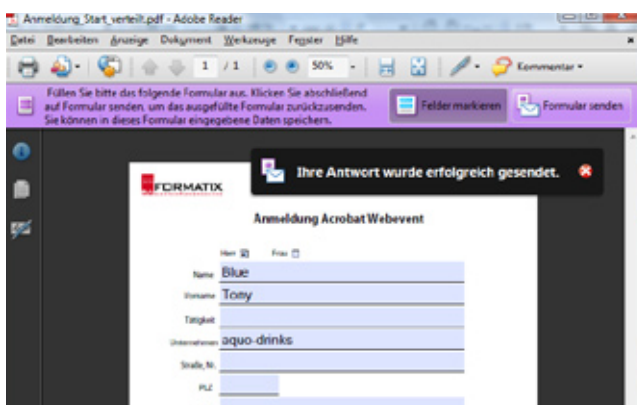 Anmeldung_Start_verteilt.pdf - Adobe Reader
Datei Bearbeiten Anzeige Dokument Werkzeuge Fenster Hilfe
1 / 1 50% Kommentar
Füllen Sie bitte das folgende Formular aus. Klicken Sie abschließend
auf Formular senden, um das ausgefüllte Formular zurückzusenden.
Sie können in dieses Formular eingegebene Daten speichern.
Felder markieren
Formular senden
Ihre Antwort wurde erfolgreich gesendet.
FORMATIX
Anmeldung Acrobat Webevent
Herr Frau
Name Blue
Vorname Tony
Tätigkeit
Unternehmen aquo-drinks
Straße, Nr.
PLZ